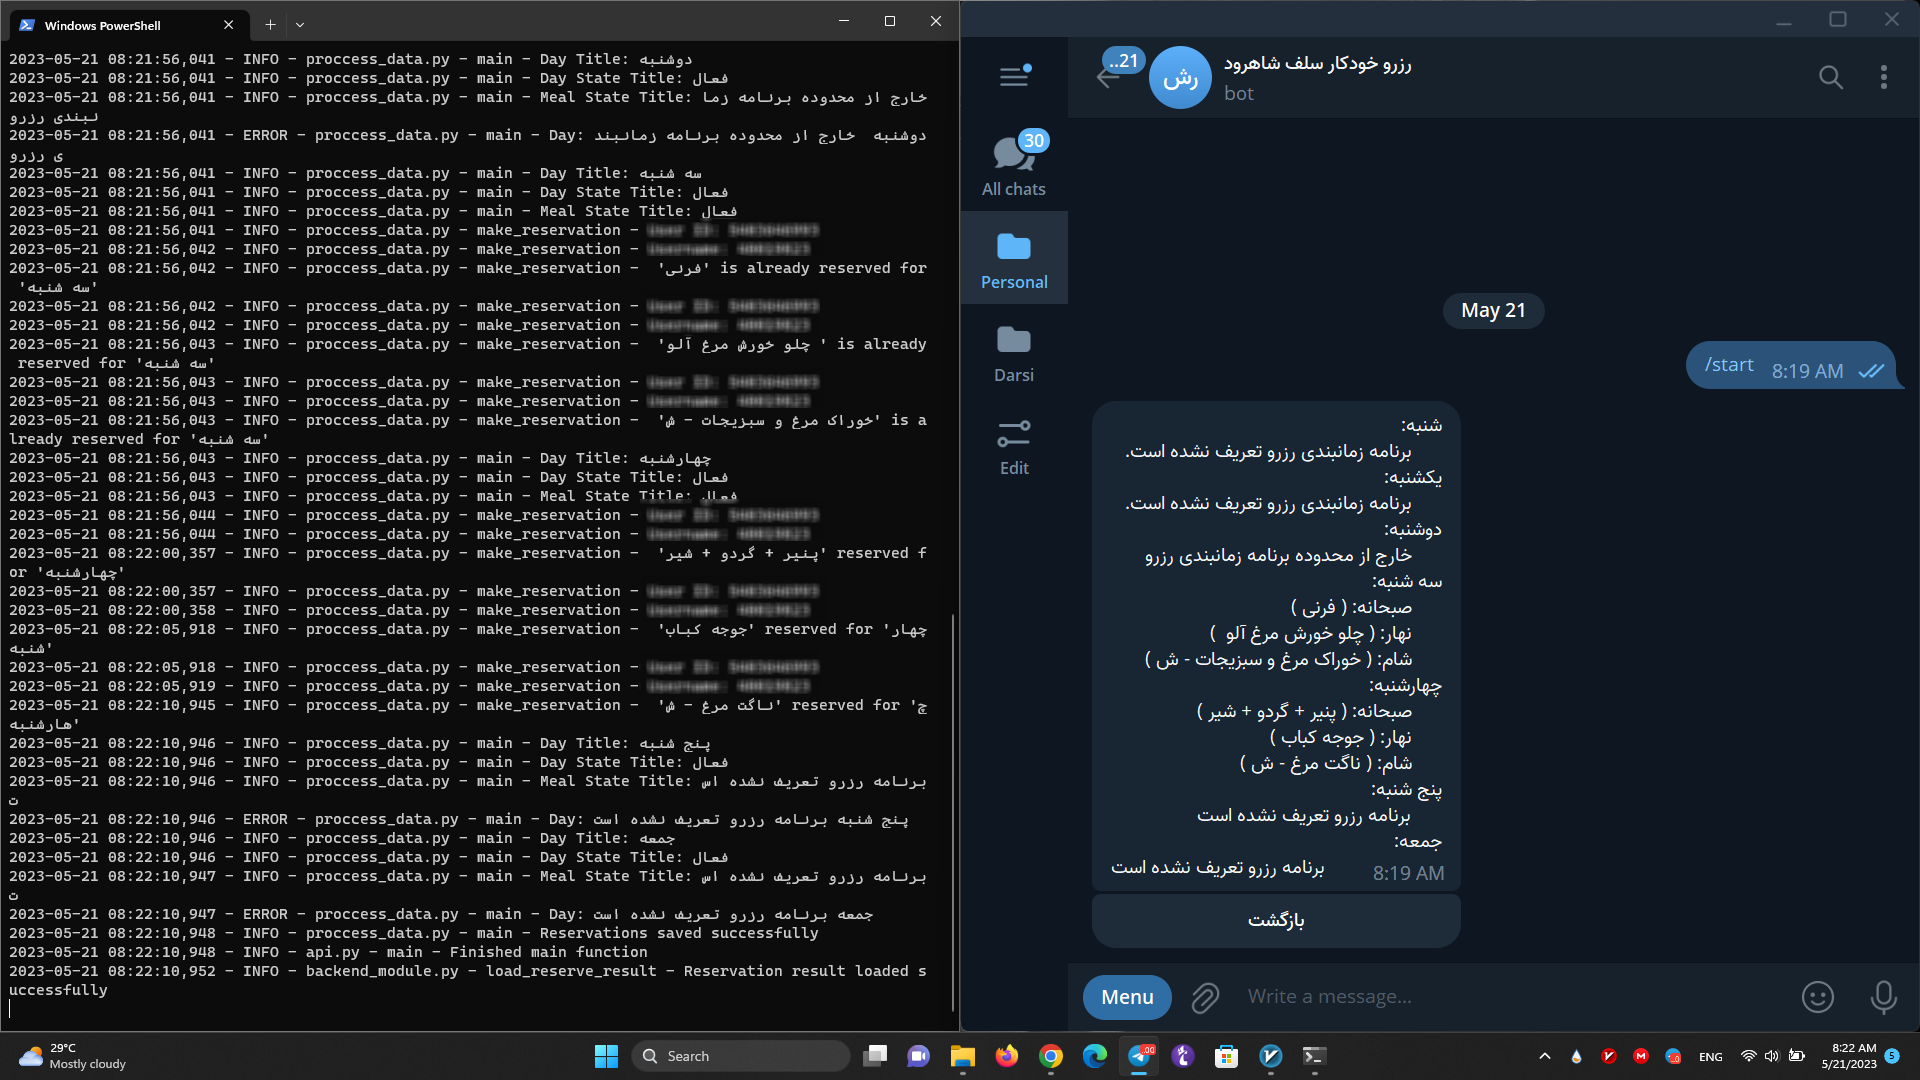 Windows PowerShell
2023-05-21 08:21:56,041 - INFO - proccess_data.py - main - Day Title: دوشنبه
2023-05-21 08:21:56,041 - INFO - proccess_data.py - main - Day State Title: فعال
2023-05-21 08:21:56,041 - INFO - proccess_data.py - main - Meal State Title: خارج از محدوده برنامه زما
نبندی رزرو
2023-05-21 08:21:56,041 - ERROR - proccess_data.py - main - Day: دوشنبه  خارج از محدوده برنامه زمانبند
ی رزرو
2023-05-21 08:21:56,041 - INFO - proccess_data.py - main - Day Title: سه شنبه
2023-05-21 08:21:56,041 - INFO - proccess_data.py - main - Day State Title: فعال
2023-05-21 08:21:56,041 - INFO - proccess_data.py - main - Meal State Title: فعال
2023-05-21 08:21:56,041 - INFO - proccess_data.py - make_reservation -
2023-05-21 08:21:56,042 - INFO - proccess_data.py - make_reservation -
2023-05-21 08:21:56,042 - INFO - proccess_data.py - make_reservation -  'فرنی' is already reserved for
 'سه شنبه'
2023-05-21 08:21:56,042 - INFO - proccess_data.py - make_reservation -
2023-05-21 08:21:56,042 - INFO - proccess_data.py - make_reservation -
2023-05-21 08:21:56,043 - INFO - proccess_data.py - make_reservation -  'چلو خورش مرغ آلو ' is already
 reserved for 'سه شنبه'
2023-05-21 08:21:56,043 - INFO - proccess_data.py - make_reservation -
2023-05-21 08:21:56,043 - INFO - proccess_data.py - make_reservation -
2023-05-21 08:21:56,043 - INFO - proccess_data.py - make_reservation -  'خوراک مرغ و سبزیجات - ش' is a
lready reserved for 'سه شنبه'
2023-05-21 08:21:56,043 - INFO - proccess_data.py - main - Day Title: چهارشنبه
2023-05-21 08:21:56,043 - INFO - proccess_data.py - main - Day State Title: فعال
2023-05-21 08:21:56,043 - INFO - proccess_data.py - main - Meal State Title: فعال
2023-05-21 08:21:56,044 - INFO - proccess_data.py - make_reservation -
2023-05-21 08:21:56,044 - INFO - proccess_data.py - make_reservation -
2023-05-21 08:22:00,357 - INFO - proccess_data.py - make_reservation -  'پنیر + گردو + شیر' reserved f
or 'چهارشنبه'
2023-05-21 08:22:00,357 - INFO - proccess_data.py - make_reservation -
2023-05-21 08:22:00,358 - INFO - proccess_data.py - make_reservation -
2023-05-21 08:22:05,918 - INFO - proccess_data.py - make_reservation -  'جوجه کباب' reserved for 'چهار
شنبه'
2023-05-21 08:22:05,918 - INFO - proccess_data.py - make_reservation -
2023-05-21 08:22:05,919 - INFO - proccess_data.py - make_reservation -
2023-05-21 08:22:10,945 - INFO - proccess_data.py - make_reservation -  'ناگت مرغ - ش' reserved for 'چ
هارشنبه'
2023-05-21 08:22:10,946 - INFO - proccess_data.py - main - Day Title: پنج شنبه
2023-05-21 08:22:10,946 - INFO - proccess_data.py - main - Day State Title: فعال
2023-05-21 08:22:10,946 - INFO - proccess_data.py - main - Meal State Title: برنامه رزرو تعریف نشده اس
ت
2023-05-21 08:22:10,946 - ERROR - proccess_data.py - main - Day: پنج شنبه برنامه رزرو تعریف نشده است
2023-05-21 08:22:10,946 - INFO - proccess_data.py - main - Day Title: جمعه
2023-05-21 08:22:10,946 - INFO - proccess_data.py - main - Day State Title: فعال
2023-05-21 08:22:10,947 - INFO - proccess_data.py - main - Meal State Title: برنامه رزرو تعریف نشده اس
ت
2023-05-21 08:22:10,947 - ERROR - proccess_data.py - main - Day: جمعه برنامه رزرو تعریف نشده است
2023-05-21 08:22:10,948 - INFO - proccess_data.py - main - Reservations saved successfully
2023-05-21 08:22:10,948 - INFO - api.py - main - Finished main function
2023-05-21 08:22:10,952 - INFO - backend_module.py - load_reserve_result - Reservation result loaded s
uccessfully
..21
رش
رزرو خودکار سلف شاهرود
bot
30
All chats
Personal
Darsi
Edit
May 21
/start 8:19 AM
شنبه:
برنامه زمانبندی رزرو تعریف نشده است.
یکشنبه:
برنامه زمانبندی رزرو تعریف نشده است.
دوشنبه:
خارج از محدوده برنامه زمانبندی رزرو
سه شنبه:
صبحانه: ( فرنی )
نهار: ( چلو خورش مرغ آلو  )
شام: ( خوراک مرغ و سبزیجات - ش )
چهارشنبه:
صبحانه: ( پنیر + گردو + شیر )
نهار: ( جوجه کباب )
شام: ( ناگت مرغ - ش )
پنج شنبه:
برنامه رزرو تعریف نشده است
جمعه:
برنامه رزرو تعریف نشده است
8:19 AM
بازگشت
Menu
Write a message...
29°C
Mostly cloudy
Search
ENG
8:22 AM
5/21/2023
5